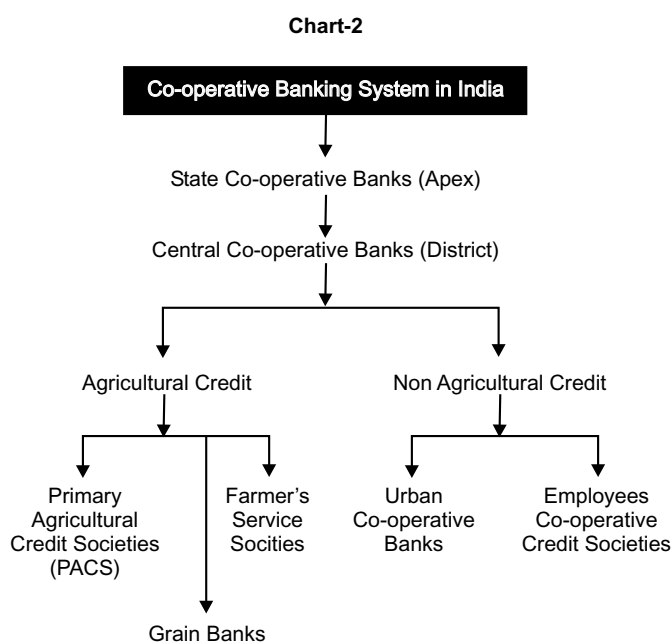 Chart-2
Co-operative Banking System in India
State Co-operative Banks (Apex)
Central Co-operative Banks (District)
Agricultural Credit
Non Agricultural Credit
Primary
Agricultural
Credit Societies
(PACS)
Farmer's
Service
Socities
Urban
Co-operative
Banks
Employees
Co-operative
Credit Societies
Grain Banks